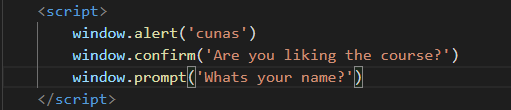 <script>
window.alert('cunas')
window.confirm('Are you liking the course?')
window.prompt('Whats your name?')
</script>